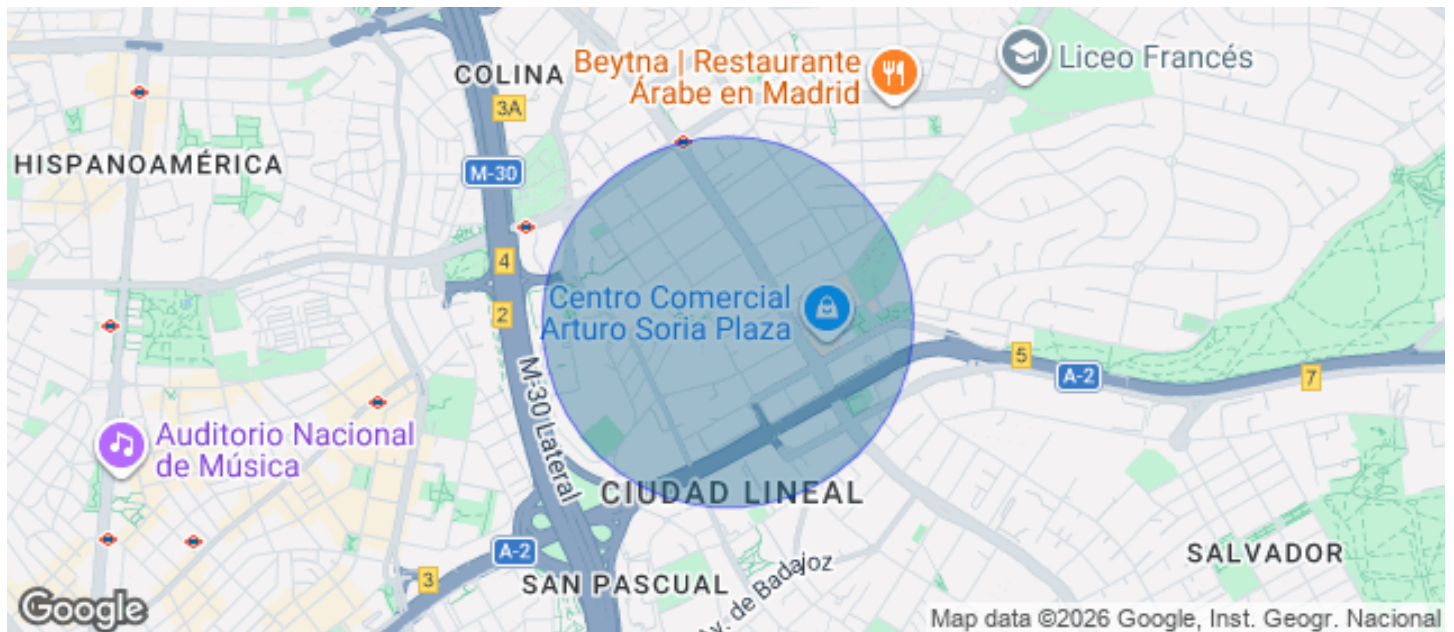 COLINA
Beytna | Restaurante
Árabe en Madrid
Liceo Francés
3A
HISPANOAMÉRICA
M-30
4
2
Centro Comercial
Arturo Soria Plaza
5
A-2
7
M-30 Lateral
Auditorio Nacional
de Música
CIUDAD LINEAL
A-2
3
SAN PASCUAL
Av. de Badajoz
SALVADOR
Google
Map data ©2026 Google, Inst. Geogr. Nacional